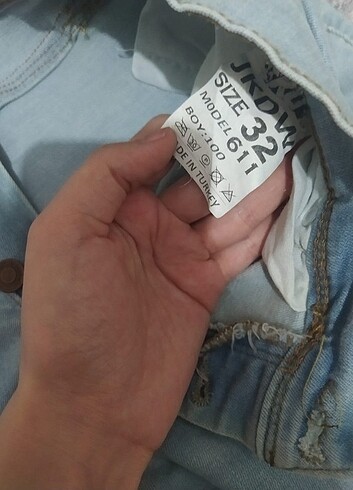 JKDW
SIZE 32
MODEL 611
BOY:100
MADE IN TURKEY